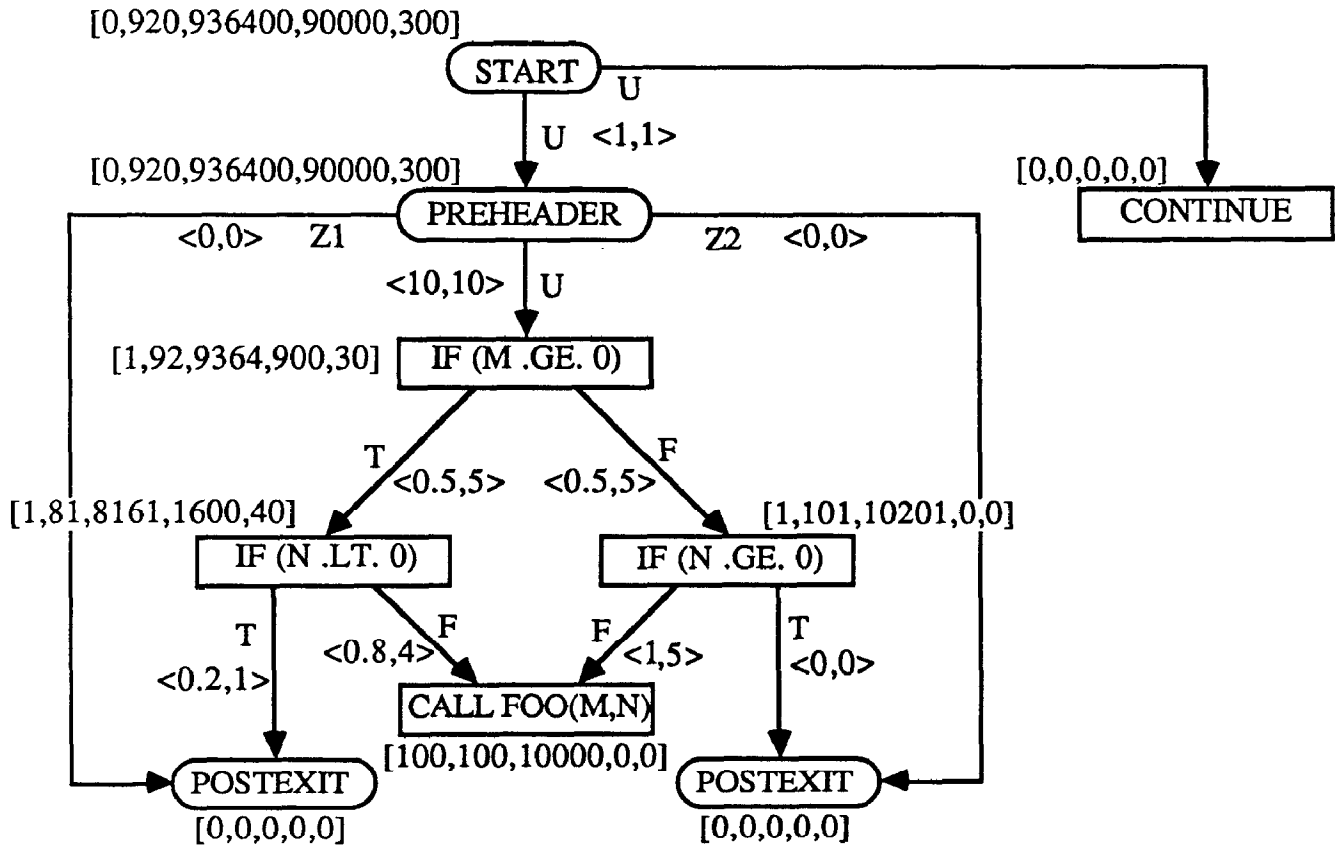 [0,920,936400,90000,300]
START
U
U <1,1>
[0,920,936400,90000,300]
[0,0,0,0,0]
PREHEADER
CONTINUE
<0,0> Z1
Z2 <0,0>
<10,10> U
[1,92,9364,900,30]
IF (M .GE. 0)
T
F
<0.5,5>
<0.5,5>
[1,81,8161,1600,40]
[1,101,10201,0,0]
IF (N .LT. 0)
IF (N .GE. 0)
T
F
F
T
<0.2,1>
<0.8,4>
<1,5>
<0,0>
CALL FOO(M,N)
[100,100,10000,0,0]
POSTEXIT
POSTEXIT
[0,0,0,0,0]
[0,0,0,0,0]